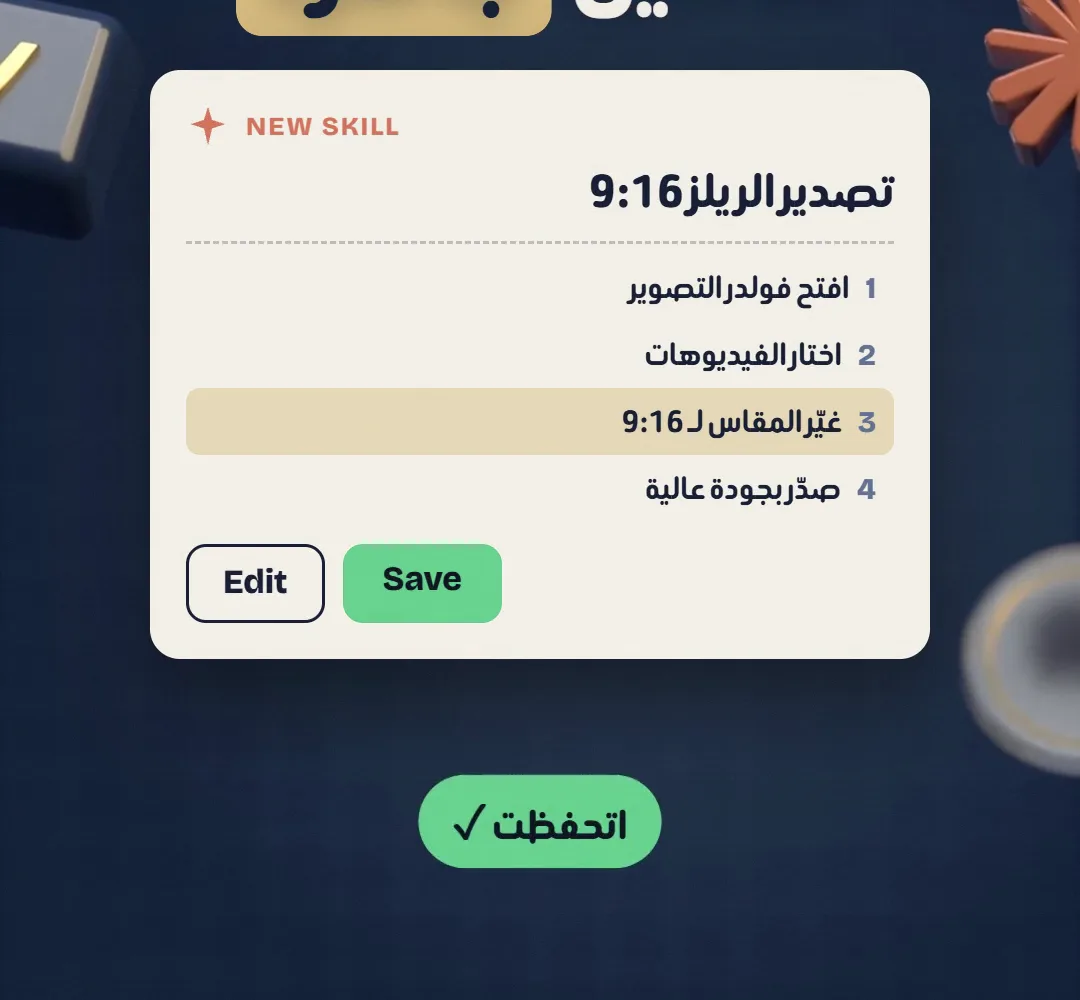 NEW SKILL
تصدير الريلز 9:16
1 افتح فولدر التصوير
2 اختار الفيديوهات
3 غيّر المقاس لـ 9:16
4 صدّر بجودة عالية
Edit Save
اتحفظت ✓